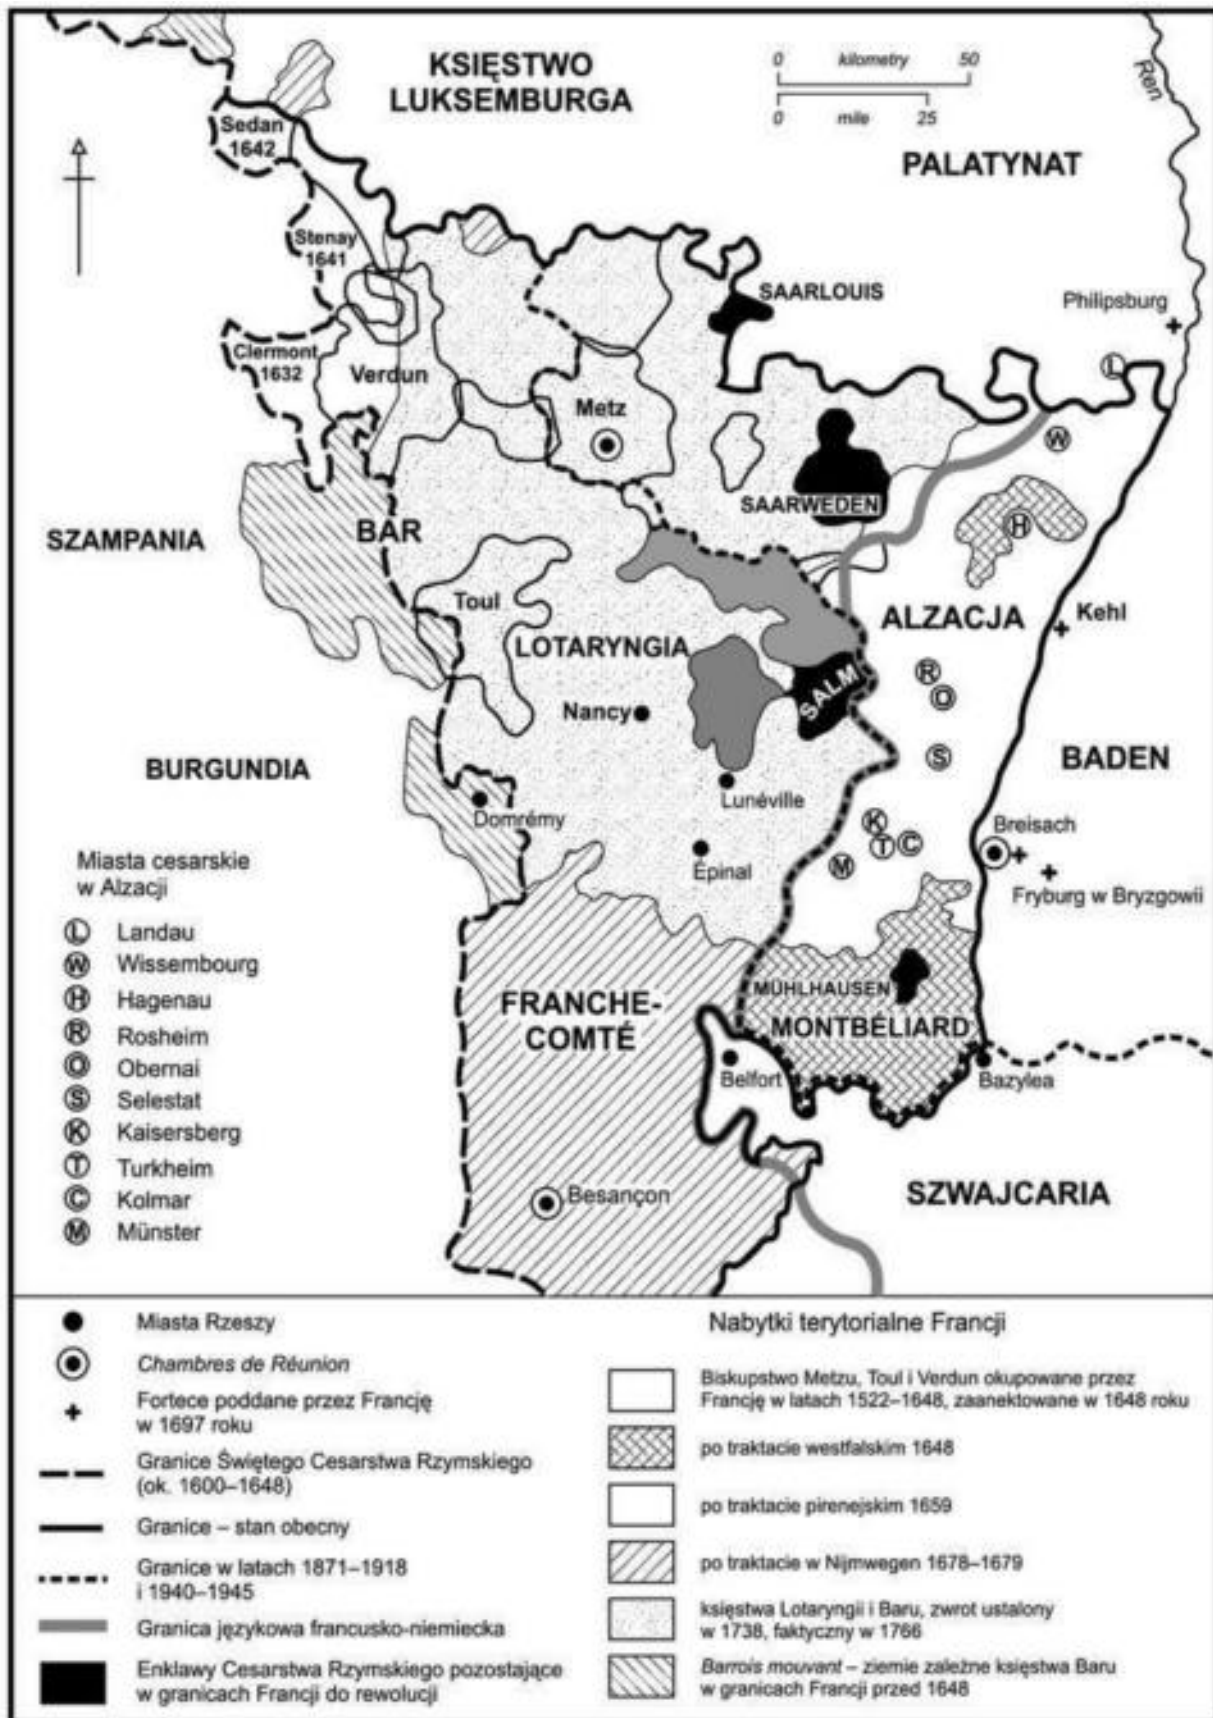 KSIĘSTWO
LUKSEMBURGA
0 kilometry 50
0 mile 25
Ren
PALATYNAT
Sedan
1642
Stenay
1641
SAARLOUIS
Philipsburg
Clermont
1632
Verdun
Metz
L
W
SAARWEDEN
H
SZAMPANIA
BAR
Toul
ALZACJA
Kehl
LOTARYNGIA
R
O
SALM
Nancy
S
BURGUNDIA
BADEN
Domrémy
Lunéville
K
T
C
M
Breisach
Épinal
Fryburg w Bryzgowii
Miasta cesarskie
w Alzacji
L Landau
W Wissembourg
H Hagenau
R Rosheim
O Obernai
S Selestat
K Kaisersberg
T Turkheim
C Kolmar
M Münster
FRANCHE-
COMTÉ
MÜHLHAUSEN
MONTBÉLIARD
Belfort
Bazylea
Besançon
SZWAJCARIA
Miasta Rzeszy
Chambres de Réunion
Fortece poddane przez Francję
w 1697 roku
Granice Świętego Cesarstwa Rzymskiego
(ok. 1600–1648)
Granice – stan obecny
Granice w latach 1871–1918
i 1940–1945
Granica językowa francusko-niemiecka
Enklawy Cesarstwa Rzymskiego pozostające
w granicach Francji do rewolucji
Nabytki terytorialne Francji
Biskupstwo Metzu, Toul i Verdun okupowane przez
Francję w latach 1522–1648, zaanektowane w 1648 roku
po traktacie westfalskim 1648
po traktacie pirenejskim 1659
po traktacie w Nijmwegen 1678–1679
księstwa Lotaryngii i Baru, zwrot ustalony
w 1738, faktyczny w 1766
Barrois mouvant – ziemie zależne księstwa Baru
w granicach Francji przed 1648